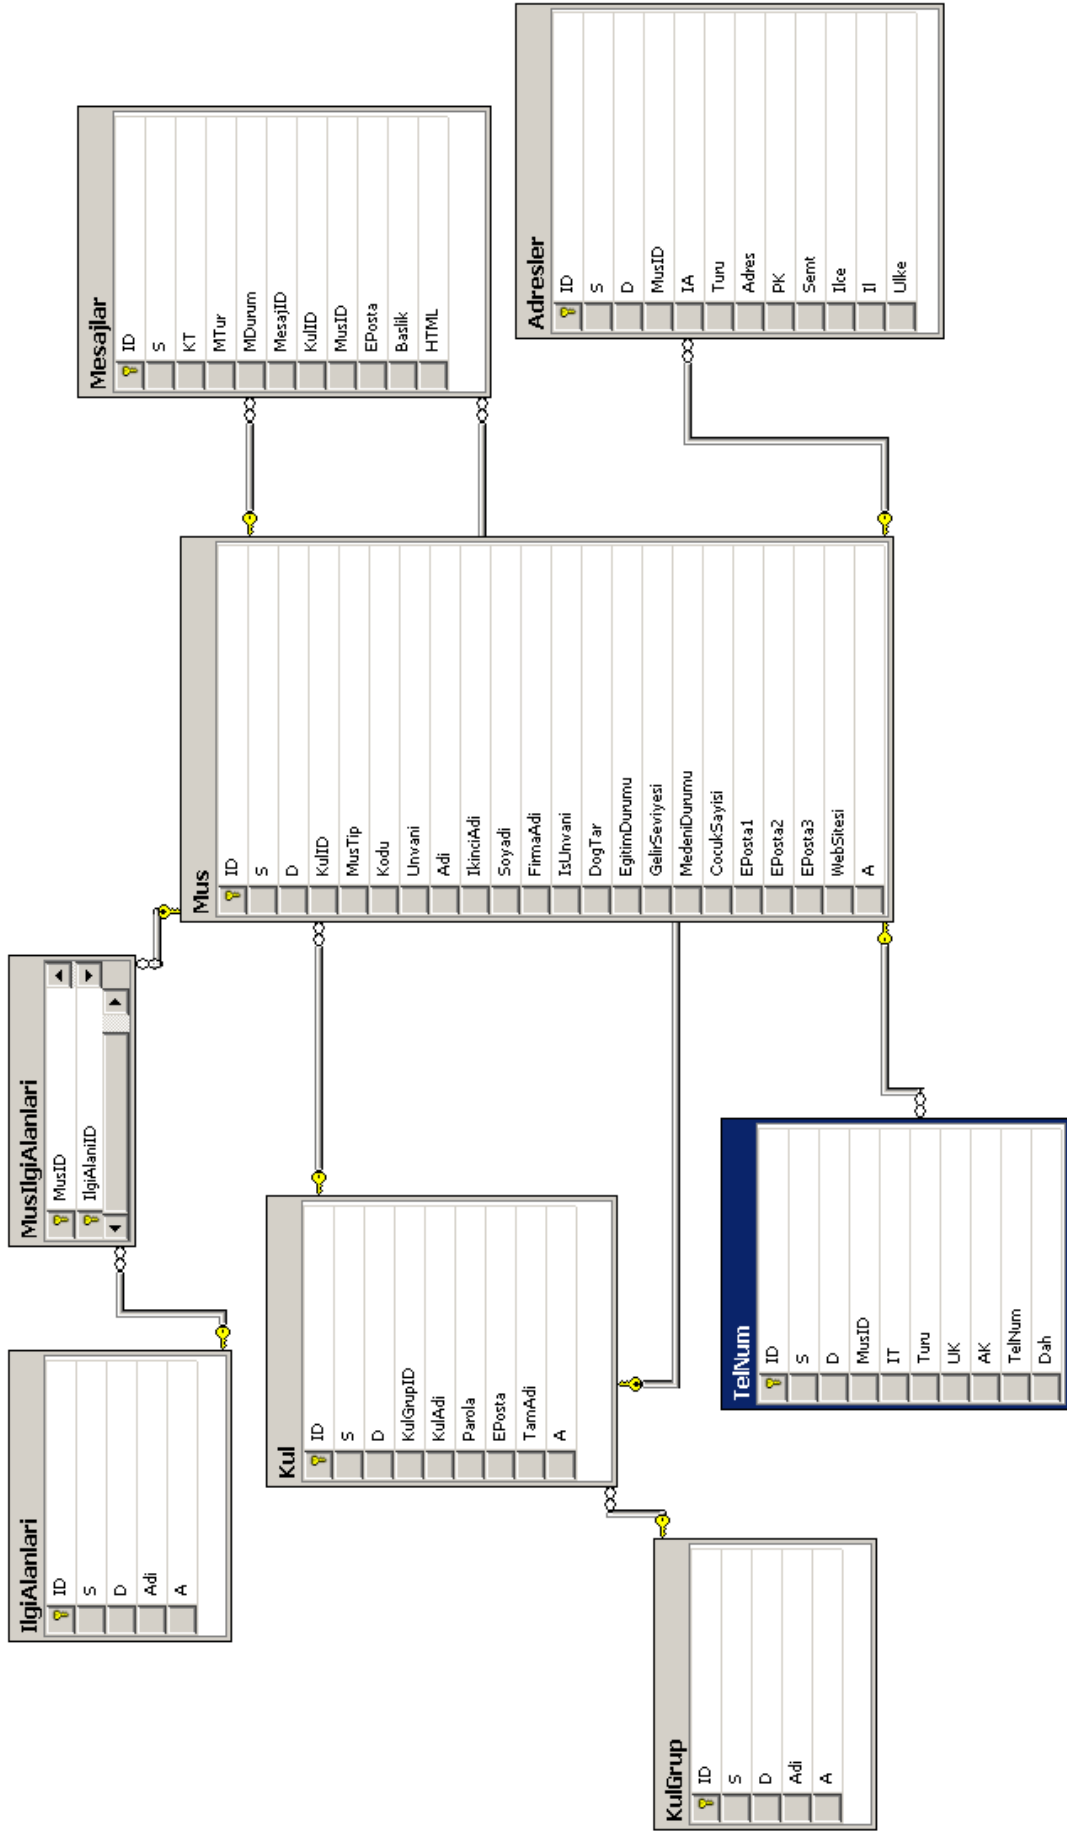 IlgiAlanlari
ID
S
D
Adi
A
MusIlgiAlanlari
MusID
IlgiAlaniID
Mesajlar
ID
S
KT
MTur
MDurum
MesajID
KulID
MusID
EPosta
Baslik
HTML
Mus
ID
S
D
KulID
MusTip
Kodu
Unvani
Adi
IkinciAdi
Soyadi
FirmaAdi
IsUnvani
DogTar
EgitimDurumu
GelirSeviyesi
MedeniDurumu
CocukSayisi
EPosta1
EPosta2
EPosta3
WebSitesi
A
Kul
ID
S
D
KulGrupID
KulAdi
Parola
EPosta
TamAdi
A
Adresler
ID
S
D
MusID
IA
Turu
Adres
PK
Semt
Ilce
Il
Ulke
KulGrup
ID
S
D
Adi
A
TelNum
ID
S
D
MusID
IT
Turu
UK
AK
TelNum
Dah